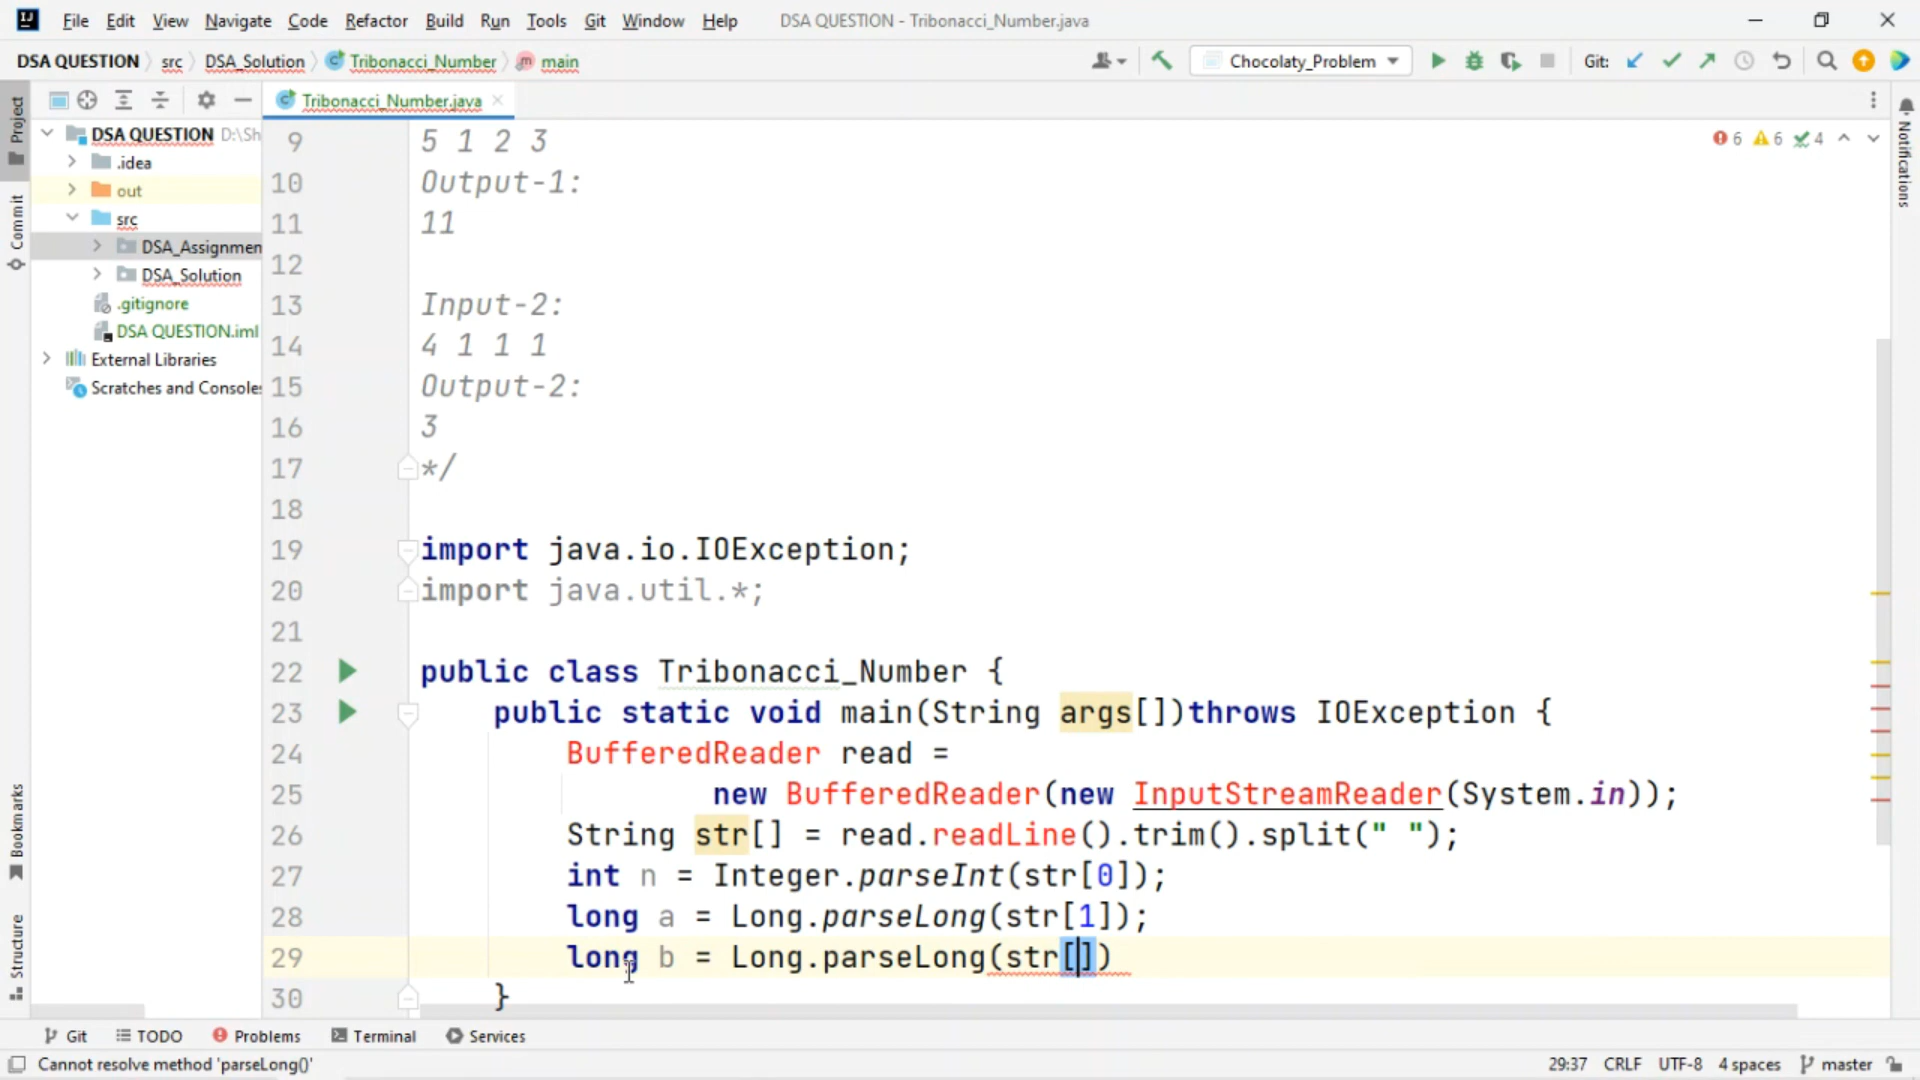 File Edit View Navigate Code Refactor Build Run Tools Git Window Help DSA QUESTION - Tribonacci_Number.java
DSA QUESTION src DSA_Solution Tribonacci_Number main Chocolaty_Problem Git:
Project
Tribonacci_Number.java
DSA QUESTION D:\Sh
.idea
out
src
DSA_Assignmen
DSA_Solution
.gitignore
DSA QUESTION.iml
External Libraries
Scratches and Console
Commit
Bookmarks
Structure
Notifications
6 6 4
9 5 1 2 3
10 Output-1:
11 11
12
13 Input-2:
14 4 1 1 1
15 Output-2:
16 3
17 */
18
19 import java.io.IOException;
20 import java.util.*;
21
22 public class Tribonacci_Number {
23 public static void main(String args[])throws IOException {
24 BufferedReader read =
25 new BufferedReader(new InputStreamReader(System.in));
26 String str[] = read.readLine().trim().split(" ");
27 int n = Integer.parseInt(str[0]);
28 long a = Long.parseLong(str[1]);
29 long b = Long.parseLong(str[])
30 }
Git TODO Problems Terminal Services
Cannot resolve method 'parseLong()' 29:37 CRLF UTF-8 4 spaces master